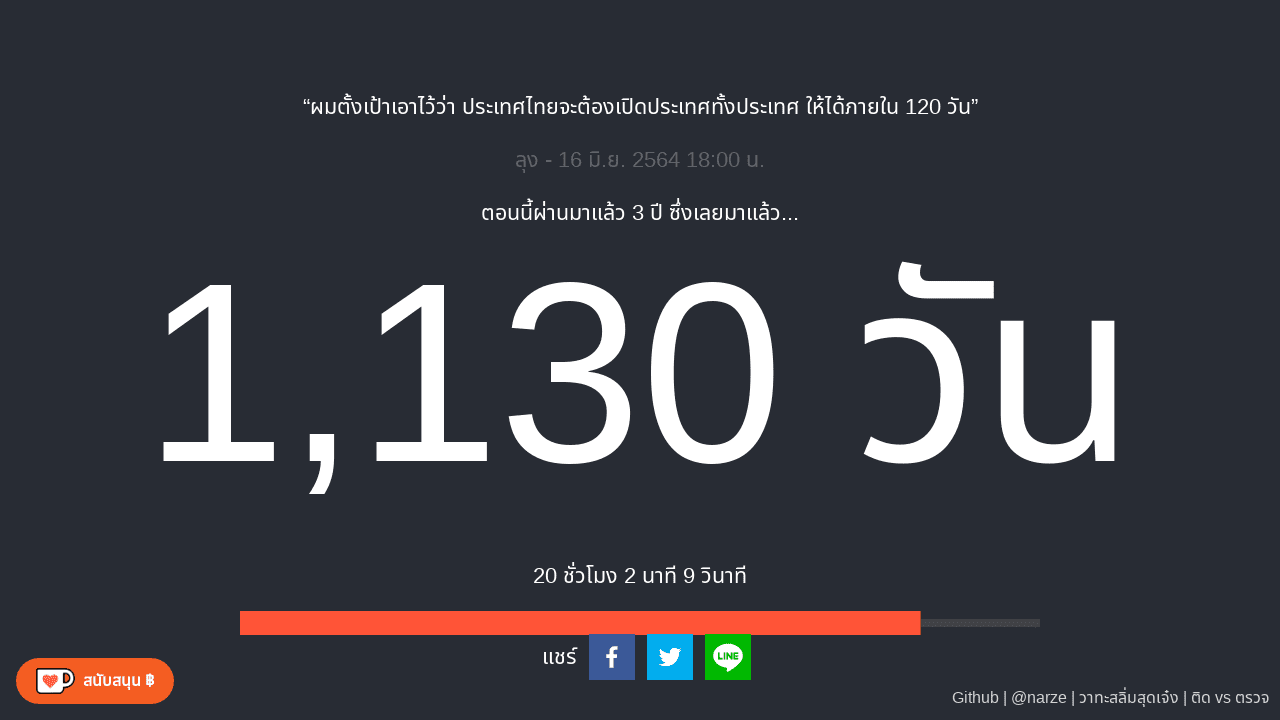 “ผมตั้งเป้าเอาไว้ว่า ประเทศไทยจะต้องเปิดประเทศทั้งประเทศ ให้ได้ภายใน 120 วัน”
ลุง - 16 มิ.ย. 2564 18:00 น.
ตอนนี้ผ่านมาแล้ว 3 ปี ซึ่งเลยมาแล้ว...
1,130 วัน
20 ชั่วโมง 2 นาที 9 วินาที
แชร์
LINE
สนับสนุน ฿
Github | @narze | วาทะสลิ่มสุดเจ๋ง | ติด vs ตรวจ